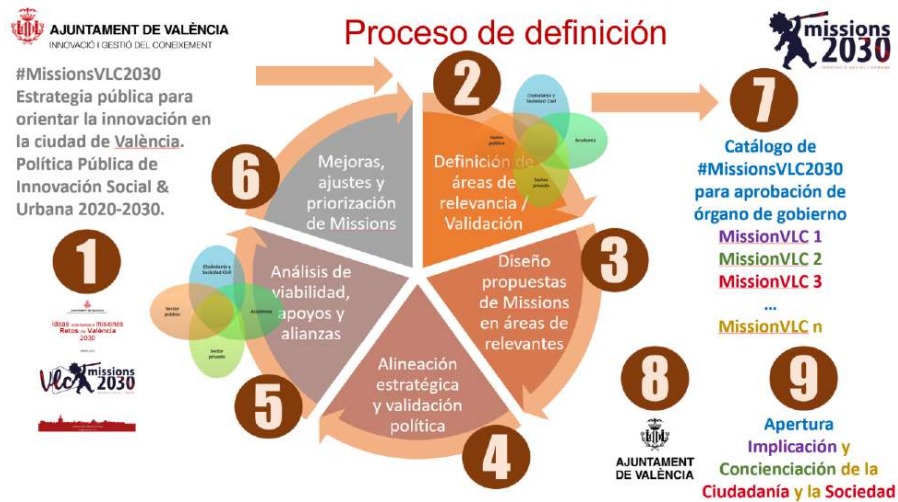 AJUNTAMENT DE VALÈNCIA
INNOVACIÓ I GESTIÓ DEL CONEIXEMENT
Proceso de definición
missions
2030
#MissionsVLC2030
Estrategia pública para
orientar la innovación en
la ciudad de València.
Política Pública de
Innovación Social &
Urbana 2020-2030.
1
Ideas orientadas a misiones
Retos de València
2030
vlc missions
2030
2
Ciudadanía y
Sociedad Civil
Sector
público
Academia
Sector
privado
Definición de
áreas de
relevancia /
Validación
3
Diseño
propuestas
de Missions
en áreas de
relevantes
4
Alineación
estratégica
y validación
política
5
Ciudadanía y
Sociedad Civil
Sector
público
Academia
Sector
privado
Análisis de
viabilidad,
apoyos y
alianzas
6
Mejoras,
ajustes y
priorización
de Missions
7
Catálogo de
#MissionsVLC2030
para aprobación de
órgano de gobierno
MissionVLC 1
MissionVLC 2
MissionVLC 3
...
MissionVLC n
8
AJUNTAMENT
DE VALÈNCIA
9
Apertura
Implicación y
Concienciación de la
Ciudadanía y la Sociedad